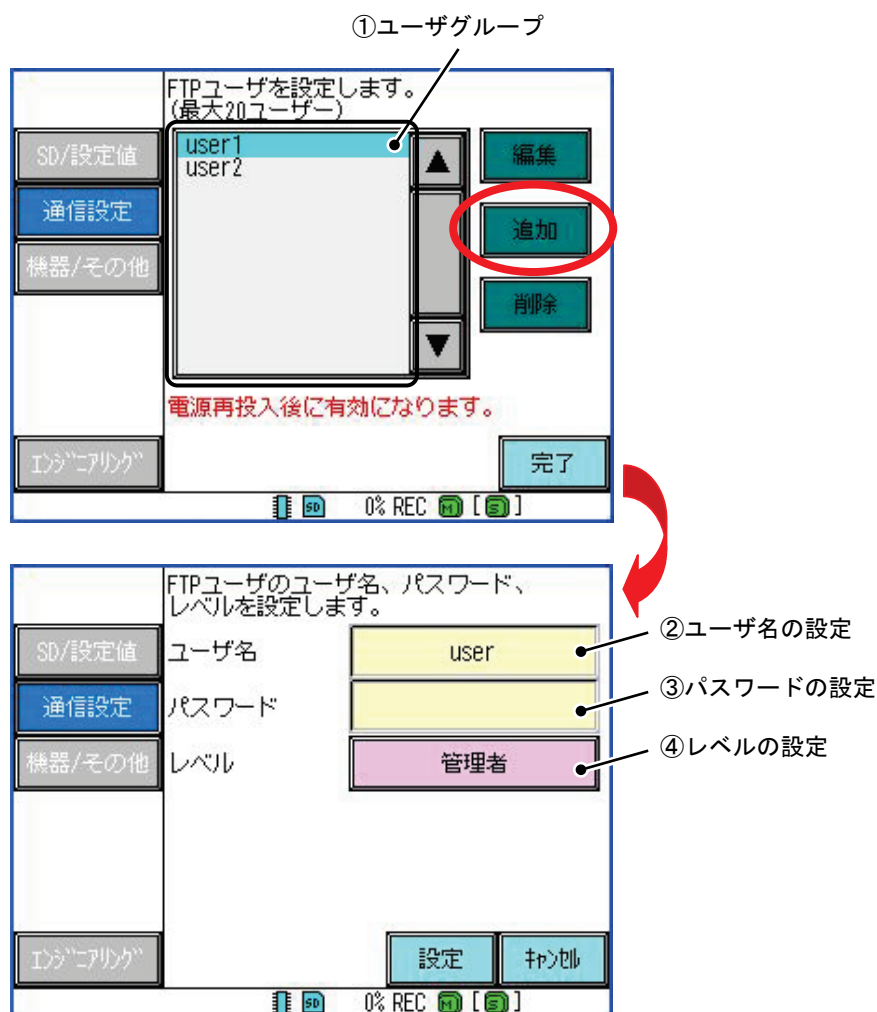 ①ユーザグループ
FTPユーザを設定します。
(最大20ユーザー)
SD/設定値
通信設定
機器/その他
user1
user2
▲
▼
編集
追加
削除
電源再投入後に有効になります。
エンジニアリング
完了
SD 0% REC M [S]
FTPユーザのユーザ名、パスワード、
レベルを設定します。
SD/設定値
ユーザ名
user
②ユーザ名の設定
通信設定
パスワード
③パスワードの設定
機器/その他
レベル
管理者
④レベルの設定
エンジニアリング
設定
キャンセル
SD 0% REC M [S]